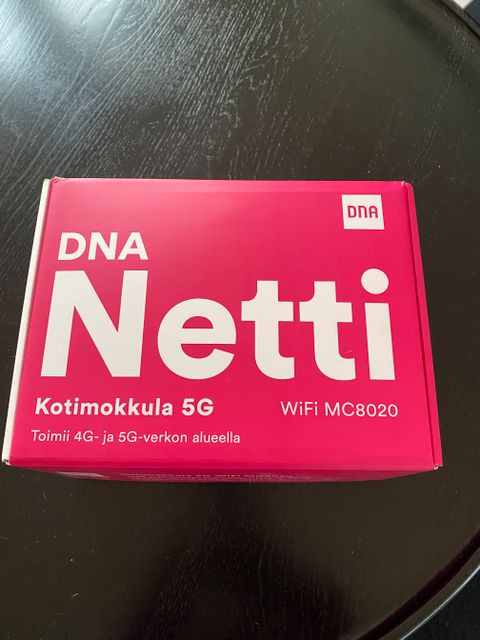 DNA
DNA
Netti
Kotimokkula 5G
WiFi MC8020
Toimii 4G- ja 5G-verkon alueella